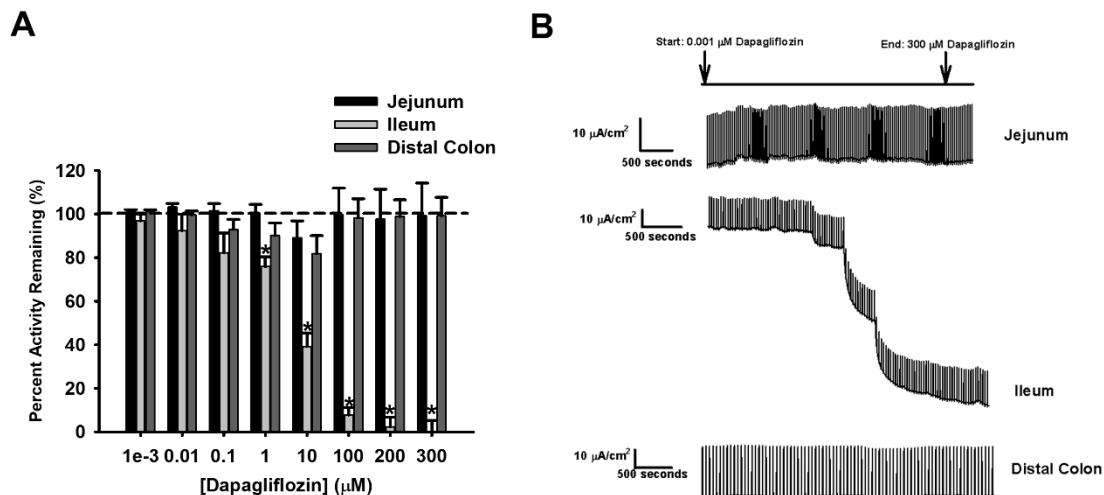 A
Jejunum
Ileum
Distal Colon
Percent Activity Remaining (%)
120
100
80
60
40
20
0
* * * * *
1e-3 0.01 0.1 1 10 100 200 300
[Dapagliflozin] (μM)
B
Start: 0.001 μM Dapagliflozin
End: 300 μM Dapagliflozin
10 μA/cm²
500 seconds
Jejunum
10 μA/cm²
500 seconds
Ileum
10 μA/cm²
500 seconds
Distal Colon